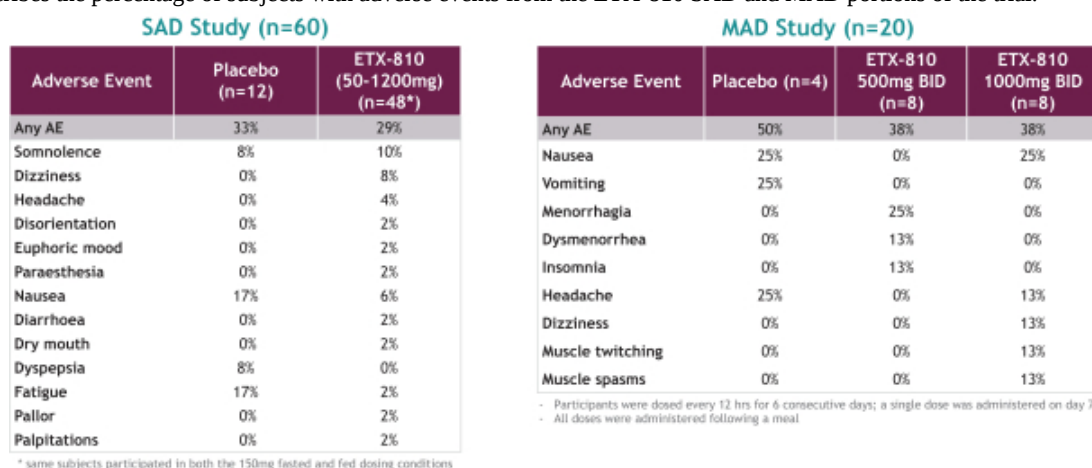 SAD Study (n=60)
Adverse Event Placebo (n=12) ETX-810 (50-1200mg) (n=48*)
Any AE 33% 29%
Somnolence 8% 10%
Dizziness 0% 8%
Headache 0% 4%
Disorientation 0% 2%
Euphoric mood 0% 2%
Paraesthesia 0% 2%
Nausea 17% 6%
Diarrhoea 0% 2%
Dry mouth 0% 2%
Dyspepsia 8% 0%
Fatigue 17% 2%
Pallor 0% 2%
Palpitations 0% 2%
* same subjects participated in both the 150mg fasted and fed dosing conditions
MAD Study (n=20)
Adverse Event Placebo (n=4) ETX-810 500mg BID (n=8) ETX-810 1000mg BID (n=8)
Any AE 50% 38% 38%
Nausea 25% 0% 25%
Vomiting 25% 0% 0%
Menorrhagia 0% 25% 0%
Dysmenorrhea 0% 13% 0%
Insomnia 0% 13% 0%
Headache 25% 0% 13%
Dizziness 0% 0% 13%
Muscle twitching 0% 0% 13%
Muscle spasms 0% 0% 13%
- Participants were dosed every 12 hrs for 6 consecutive days; a single dose was administered on day 7
- All doses were administered following a meal